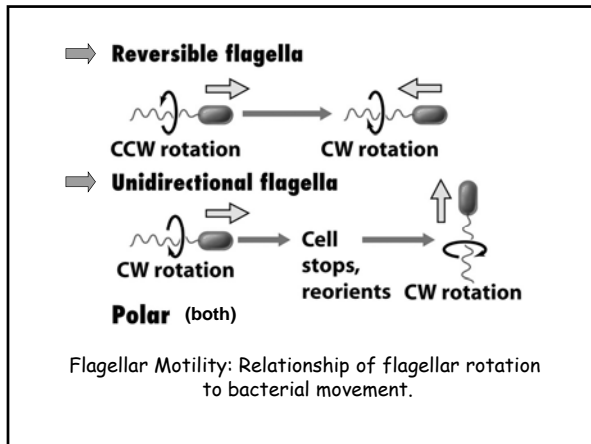 Reversible flagella
CCW rotation CW rotation
Unidirectional flagella
CW rotation
Cell
stops,
reorients
CW rotation
Polar (both)
Flagellar Motility: Relationship of flagellar rotation
to bacterial movement.